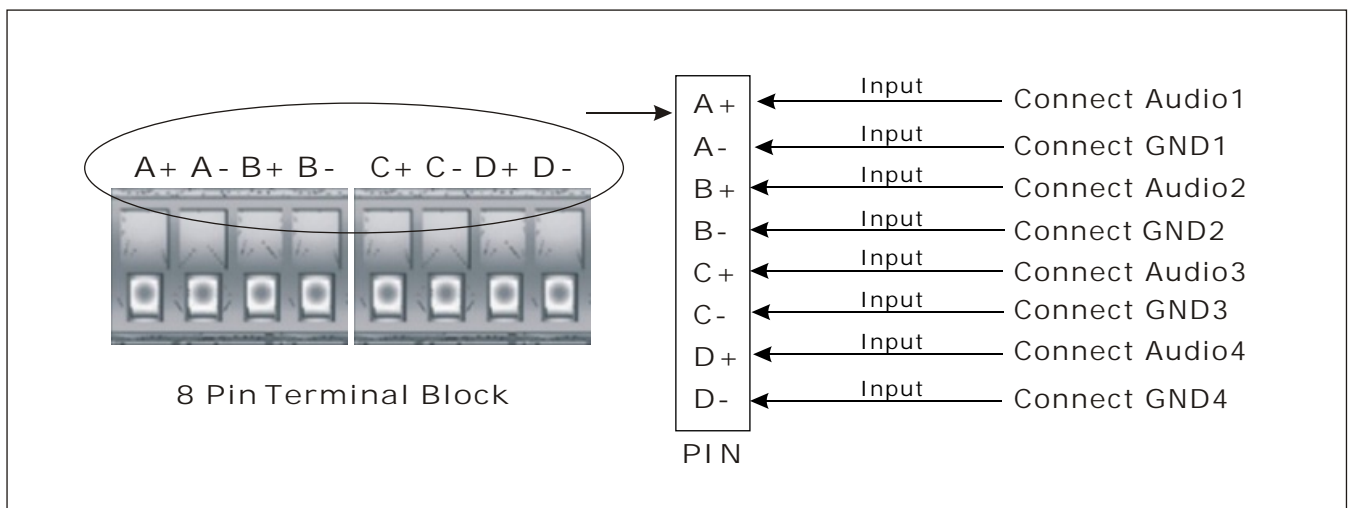 A+ A- B+ B- C+ C- D+ D-
8 Pin Terminal Block
A+ Input Connect Audio1
A- Input Connect GND1
B+ Input Connect Audio2
B- Input Connect GND2
C+ Input Connect Audio3
C- Input Connect GND3
D+ Input Connect Audio4
D- Input Connect GND4
PIN